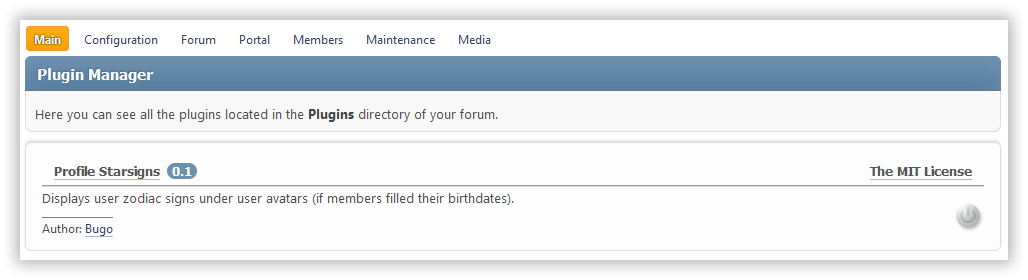 Main Configuration Forum Portal Members Maintenance Media
Plugin Manager
Here you can see all the plugins located in the Plugins directory of your forum.
Profile Starsigns 0.1 The MIT License
Displays user zodiac signs under user avatars (if members filled their birthdates).
Author: Bugo